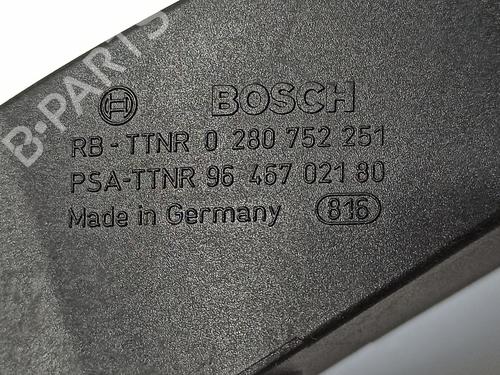 BOSCH
RB-TTNR 0 280 752 251
PSA-TTNR 96 467 021 80
Made in Germany 816
B-PARTS